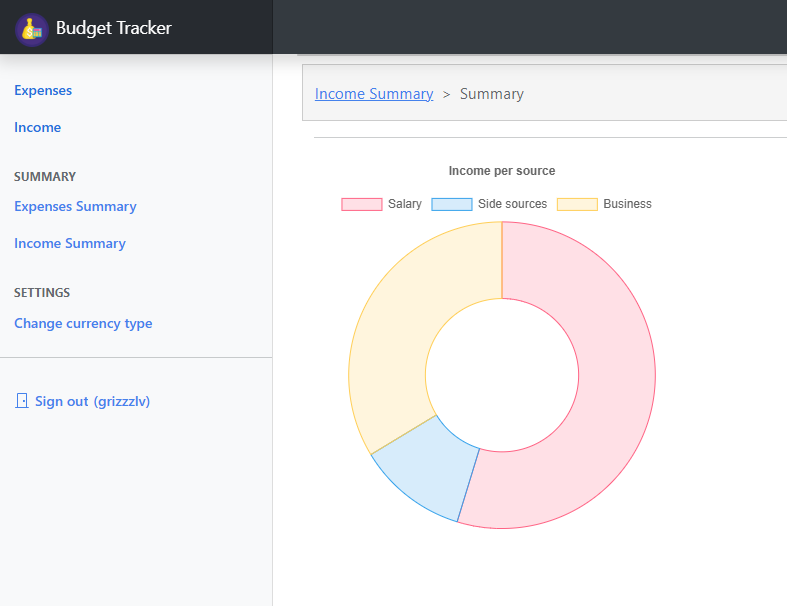 Budget Tracker
Expenses
Income
SUMMARY
Expenses Summary
Income Summary
SETTINGS
Change currency type
Sign out (grizzzlv)
Income Summary > Summary
Income per source
Salary Side sources Business